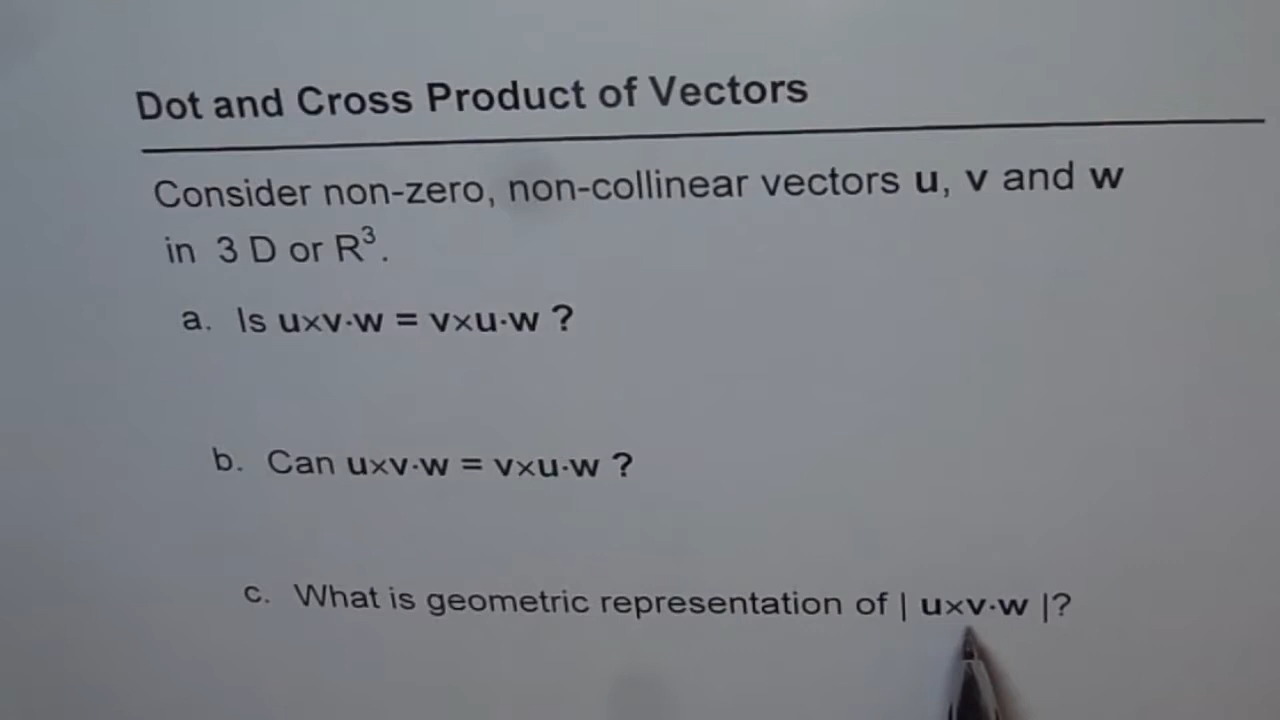 Dot and Cross Product of Vectors
Consider non-zero, non-collinear vectors u, v and w
in 3 D or R³.
a. Is u×v·w = v×u·w ?
b. Can u×v·w = v×u·w ?
c. What is geometric representation of | u×v·w |?